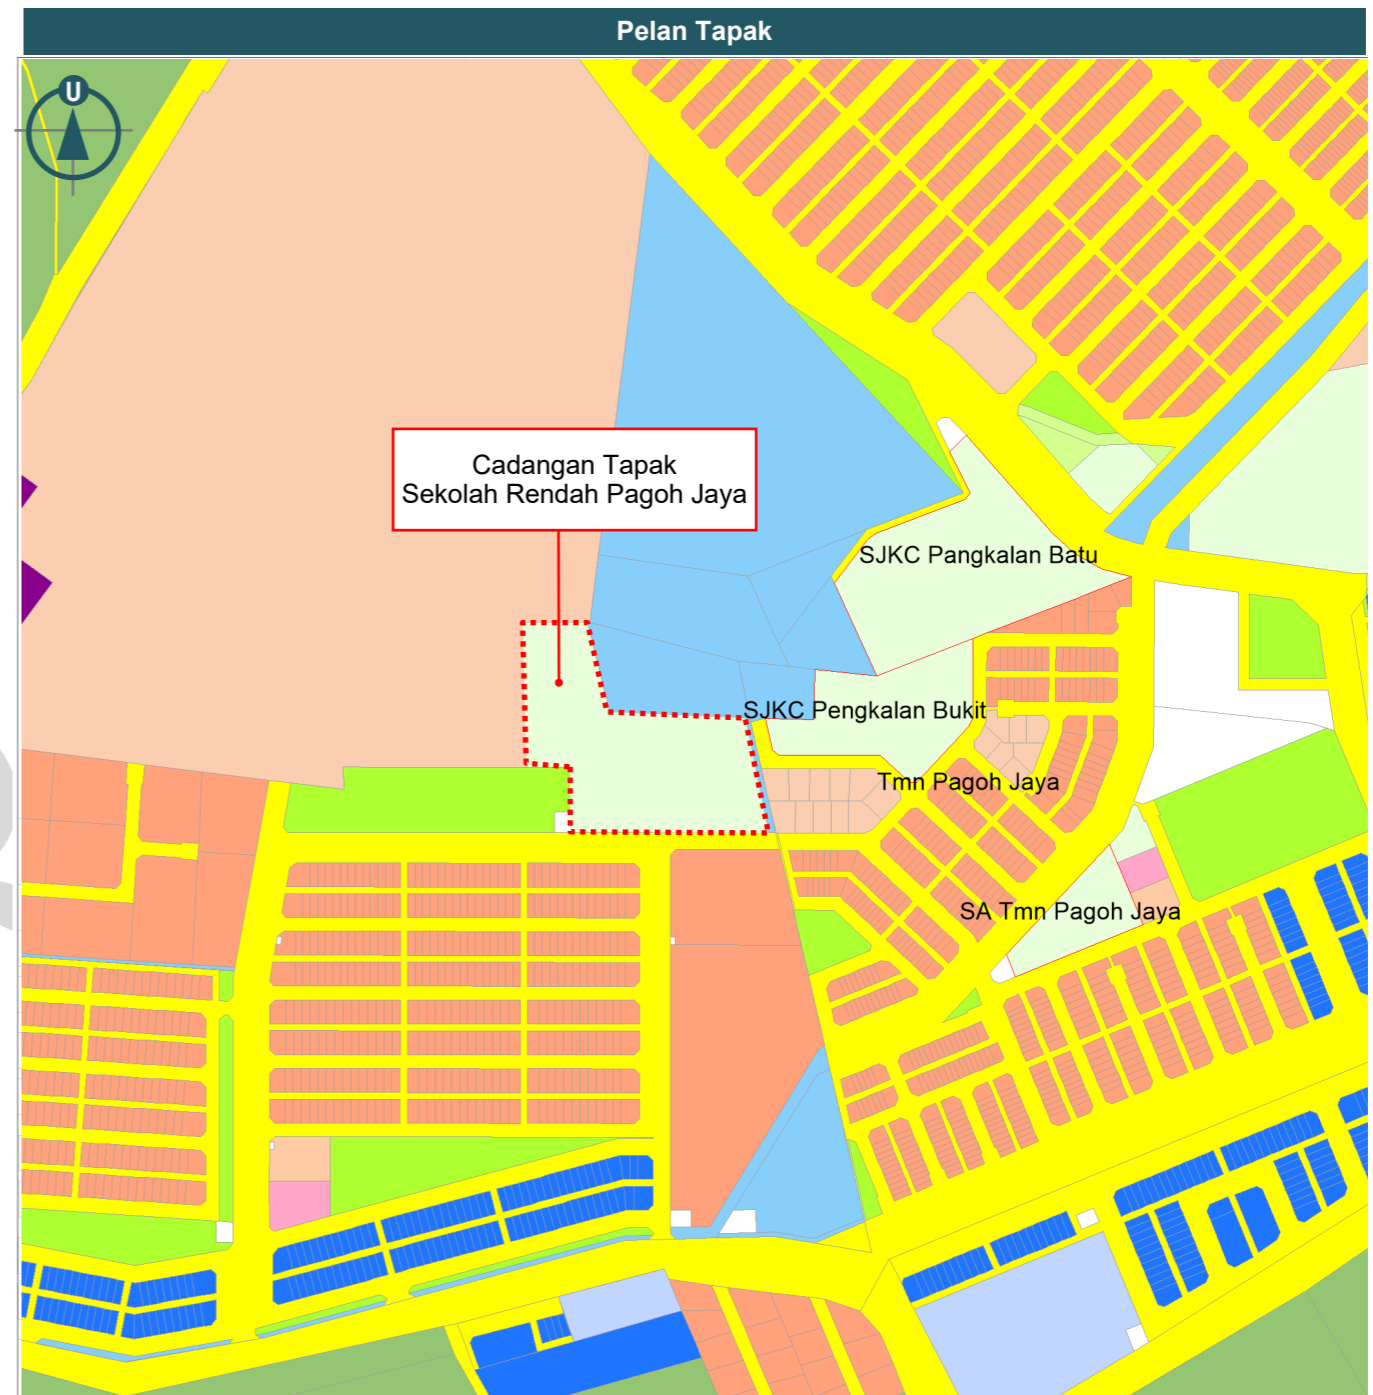 Pelan Tapak
U
Cadangan Tapak
Sekolah Rendah Pagoh Jaya
SJKC Pangkalan Batu
SJKC Pengkalan Bukit
Tmn Pagoh Jaya
SA Tmn Pagoh Jaya